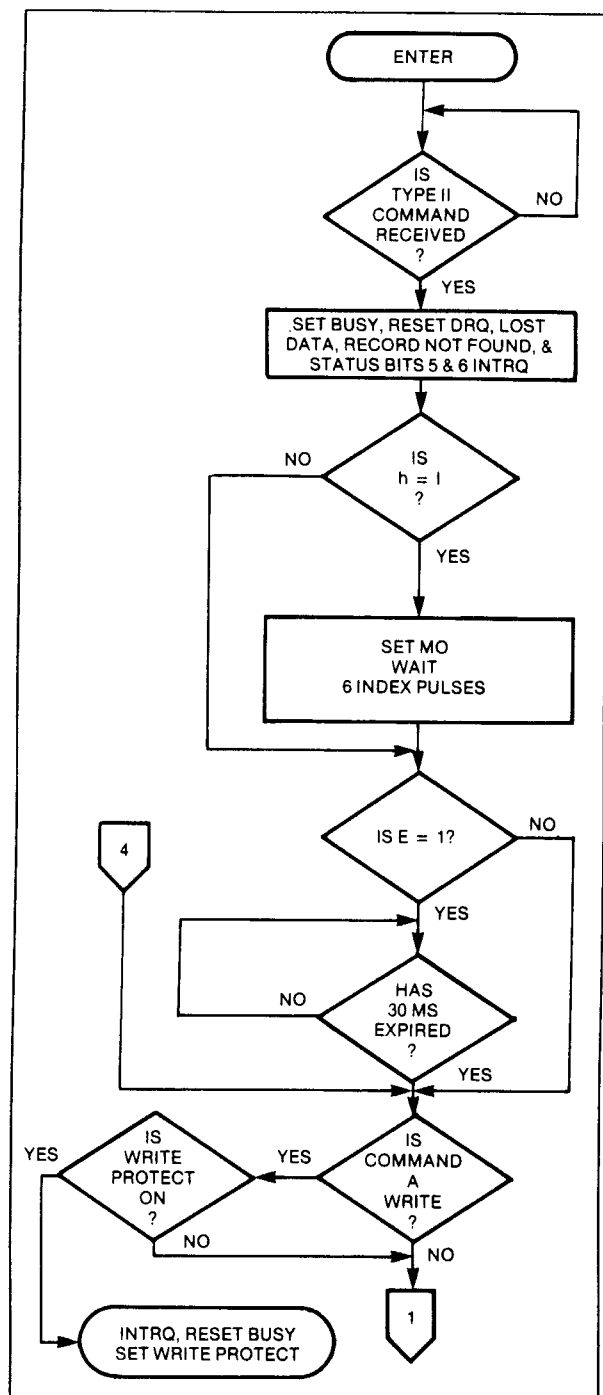 ENTER
IS
TYPE II
COMMAND
RECEIVED
?
NO
YES
SET BUSY, RESET DRQ, LOST
DATA, RECORD NOT FOUND, &
STATUS BITS 5 & 6 INTRQ
NO
IS
h = I
?
YES
SET MO
WAIT
6 INDEX PULSES
4
IS E = 1?
NO
YES
NO
HAS
30 MS
EXPIRED
?
YES
YES
IS
WRITE
PROTECT
ON
?
YES
IS
COMMAND
A
WRITE
?
NO
NO
1
INTRQ, RESET BUSY
SET WRITE PROTECT